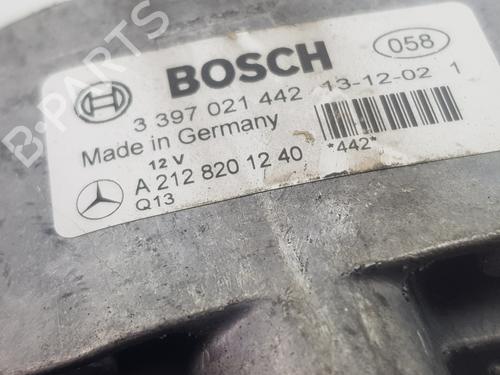 BOSCH
058
3 397 021 442 13-12-02 1
Made in Germany
12 V
*442*
A 212 820 12 40
Q13
B-PARTS